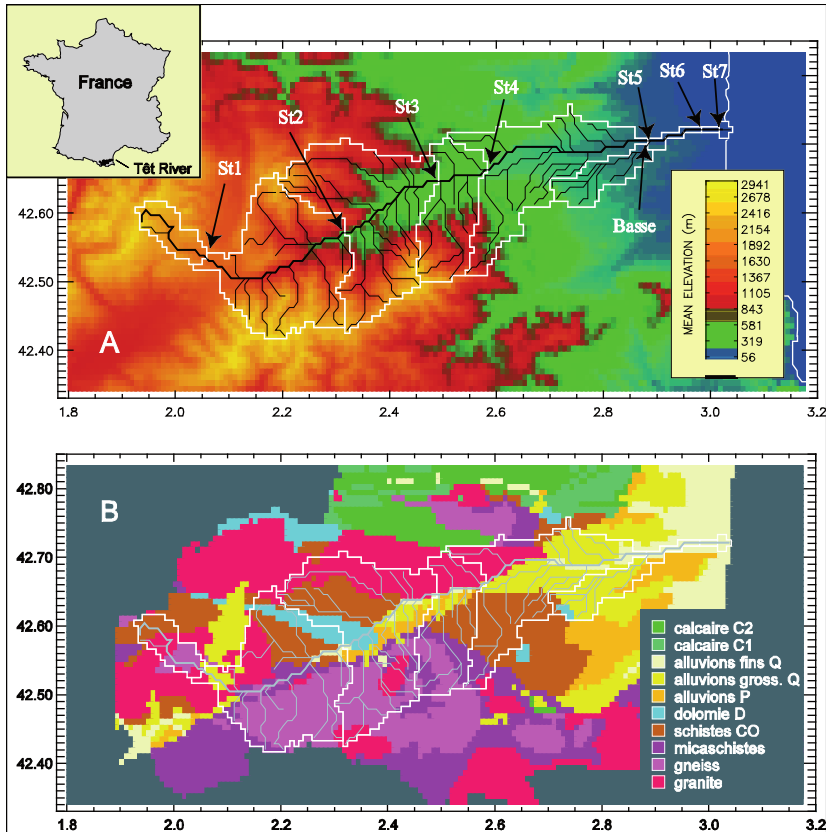 France
Têt River
St1
St2
St3
St4
St5
St6
St7
Basse
A
MEAN ELEVATION (m)
2941
2678
2416
2154
1892
1630
1367
1105
843
581
319
56
42.60
42.50
42.40
1.8 2.0 2.2 2.4 2.6 2.8 3.0 3.2
B
42.80
42.70
42.60
42.50
42.40
calcaire C2
calcaire C1
alluvions fins Q
alluvions gross. Q
alluvions P
dolomie D
schistes CO
micaschistes
gneiss
granite
1.8 2.0 2.2 2.4 2.6 2.8 3.0 3.2